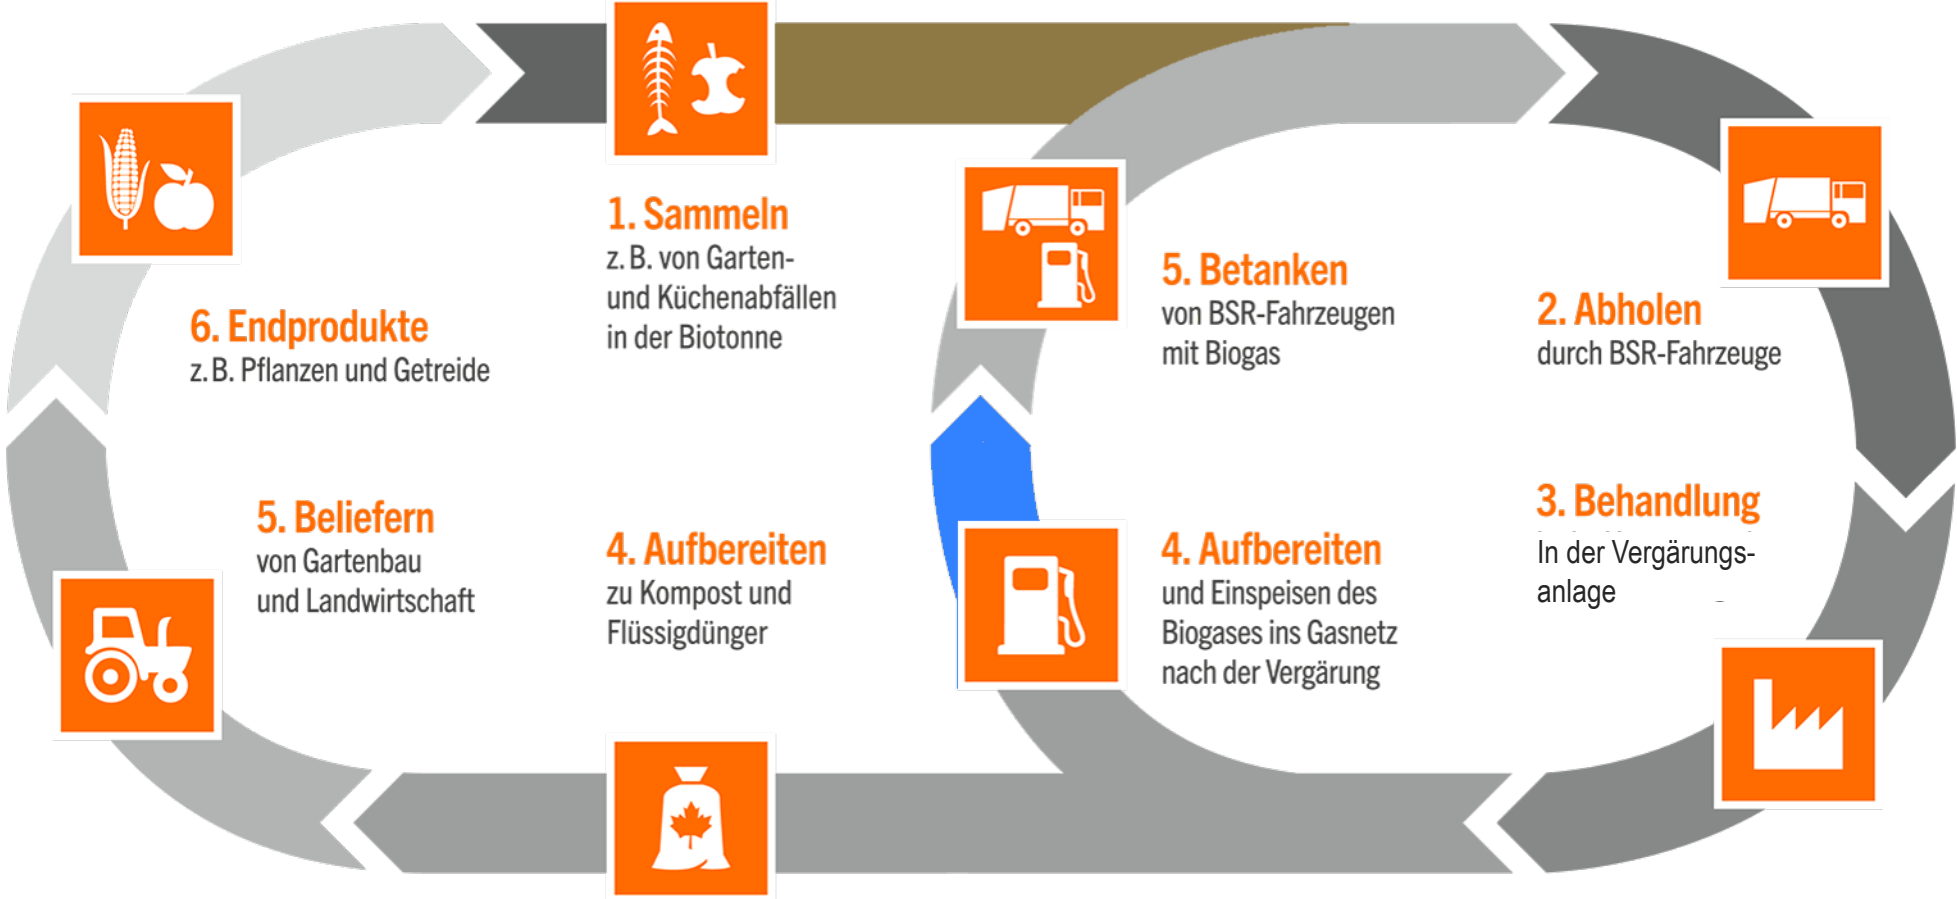 1. Sammeln
z. B. von Garten-
und Küchenabfällen
in der Biotonne
5. Betanken
von BSR-Fahrzeugen
mit Biogas
2. Abholen
durch BSR-Fahrzeuge
6. Endprodukte
z. B. Pflanzen und Getreide
3. Behandlung
In der Vergärungs-
anlage
5. Beliefern
von Gartenbau
und Landwirtschaft
4. Aufbereiten
zu Kompost und
Flüssigdünger
4. Aufbereiten
und Einspeisen des
Biogases ins Gasnetz
nach der Vergärung